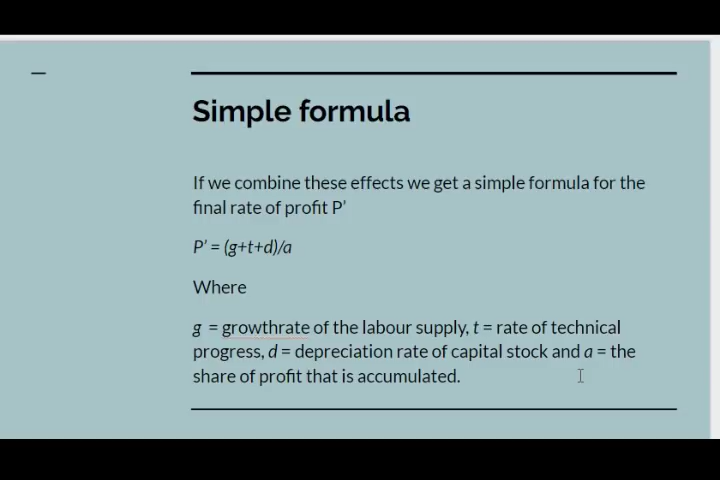 Simple formula
If we combine these effects we get a simple formula for the
final rate of profit P'
P' = (g+t+d)/a
Where
g = growthrate of the labour supply, t = rate of technical
progress, d = depreciation rate of capital stock and a = the
share of profit that is accumulated.